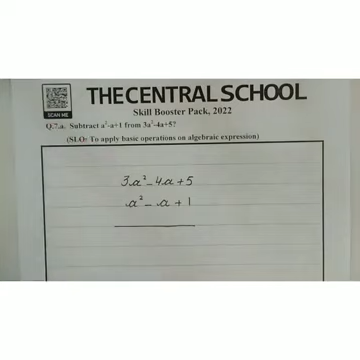 SCAN ME
THE CENTRAL SCHOOL
Skill Booster Pack, 2022
Q.7.a. Subtract a²-a+1 from 3a²-4a+5?
(SLO: To apply basic operations on algebraic expression)
3a² - 4a + 5
a² - a + 1